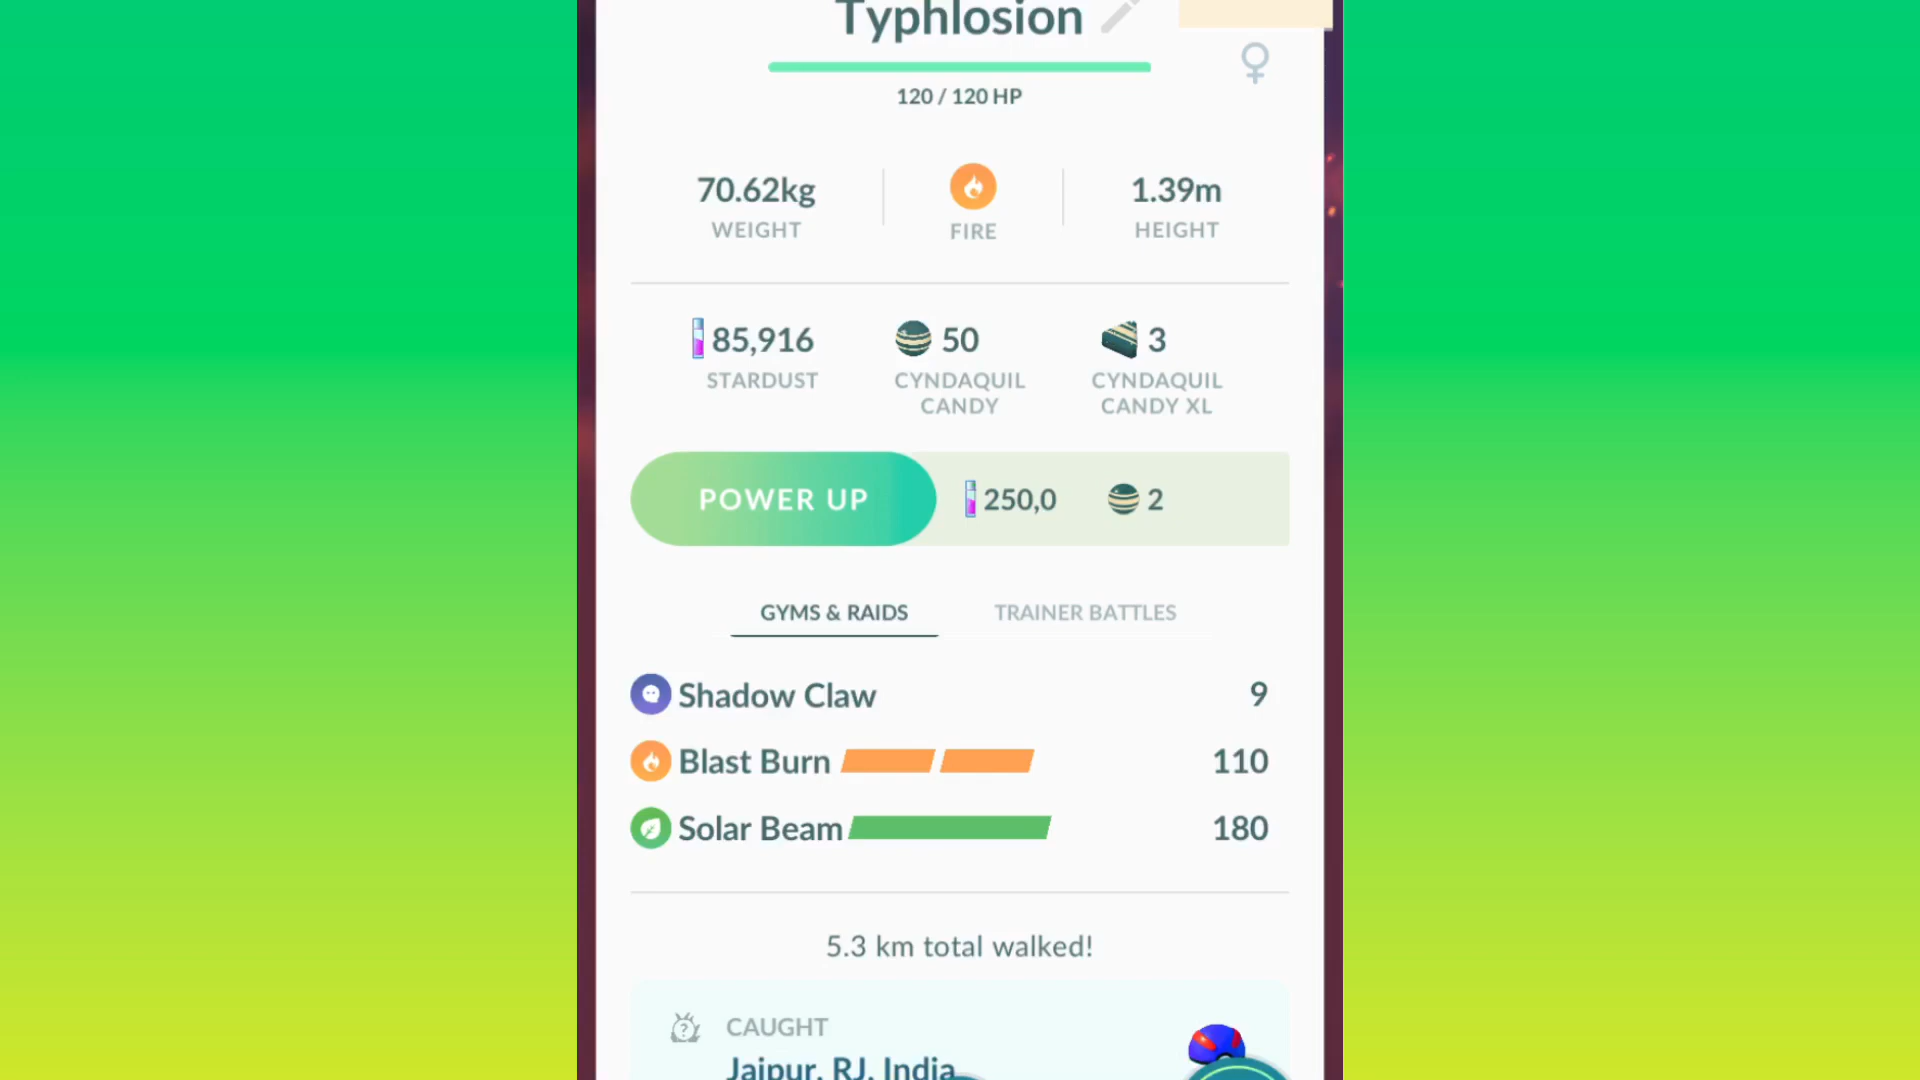 Typhlosion
120 / 120 HP
70.62kg
WEIGHT
FIRE
1.39m
HEIGHT
85,916
STARDUST
50
CYNDAQUIL
CANDY
3
CYNDAQUIL
CANDY XL
POWER UP
250,0
2
GYMS & RAIDS
TRAINER BATTLES
Shadow Claw
9
Blast Burn
110
Solar Beam
180
5.3 km total walked!
?
CAUGHT
Jaipur, RJ, India